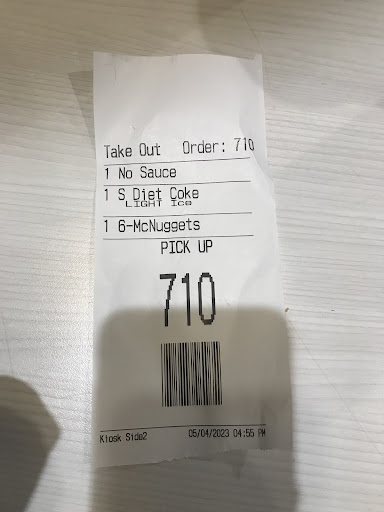 Take Out Order: 710
1 No Sauce
1 S Diet Coke
LIGHT Ice
1 6-McNuggets
PICK UP
710
Kiosk Side2 05/04/2023 04:55 PM